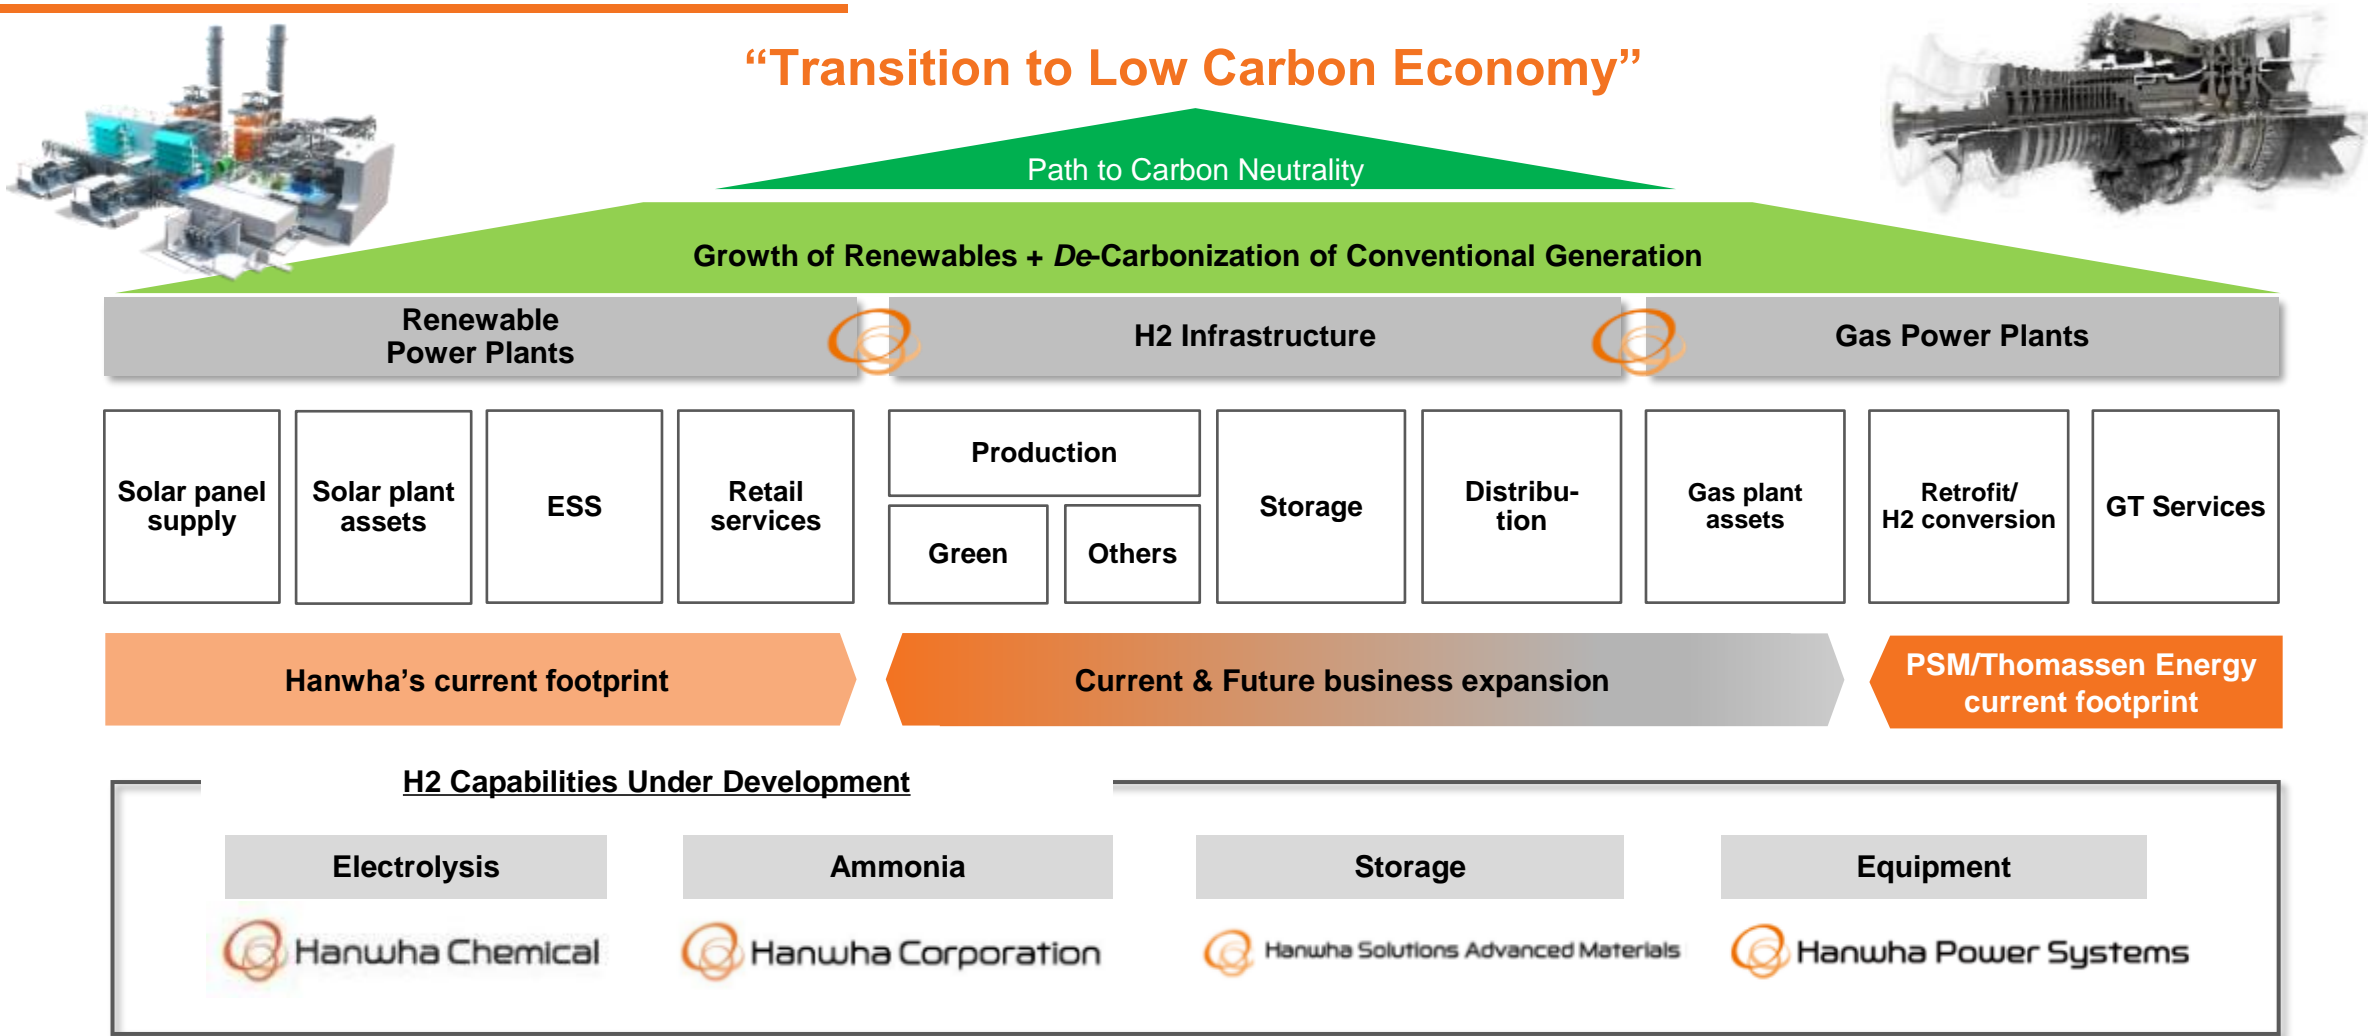 “Transition to Low Carbon Economy”
Path to Carbon Neutrality
Growth of Renewables + De-Carbonization of Conventional Generation
Renewable
Power Plants
H2 Infrastructure
Gas Power Plants
Solar panel
supply
Solar plant
assets
ESS
Retail
services
Production
Green
Others
Storage
Distribu-
tion
Gas plant
assets
Retrofit/
H2 conversion
GT Services
Hanwha’s current footprint
Current & Future business expansion
PSM/Thomassen Energy
current footprint
H2 Capabilities Under Development
Electrolysis
Ammonia
Storage
Equipment
Hanwha Chemical
Hanwha Corporation
Hanwha Solutions Advanced Materials
Hanwha Power Systems